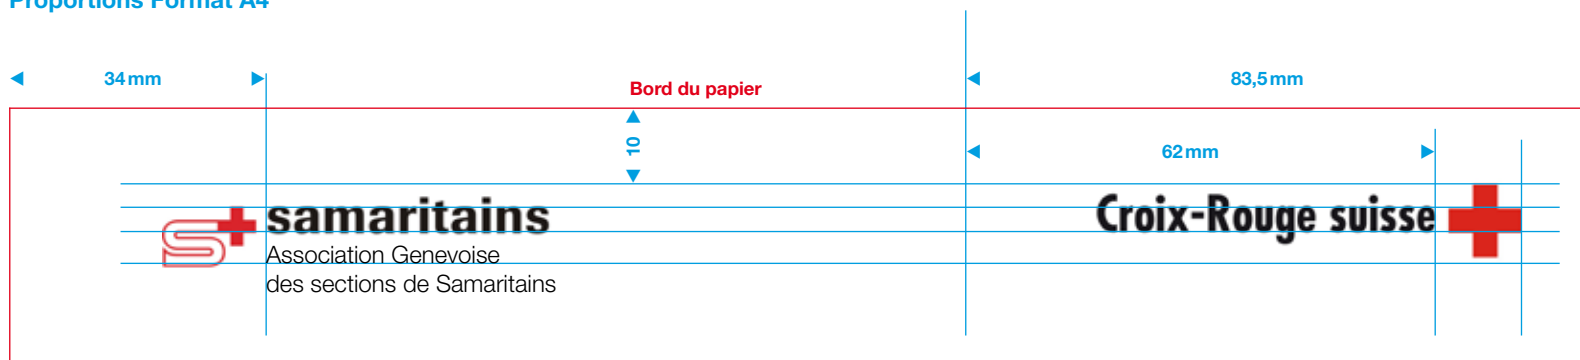 Proportions Format A4
34 mm
Bord du papier
83,5 mm
10
62 mm
samaritains
Association Genevoise
des sections de Samaritains
Croix-Rouge suisse